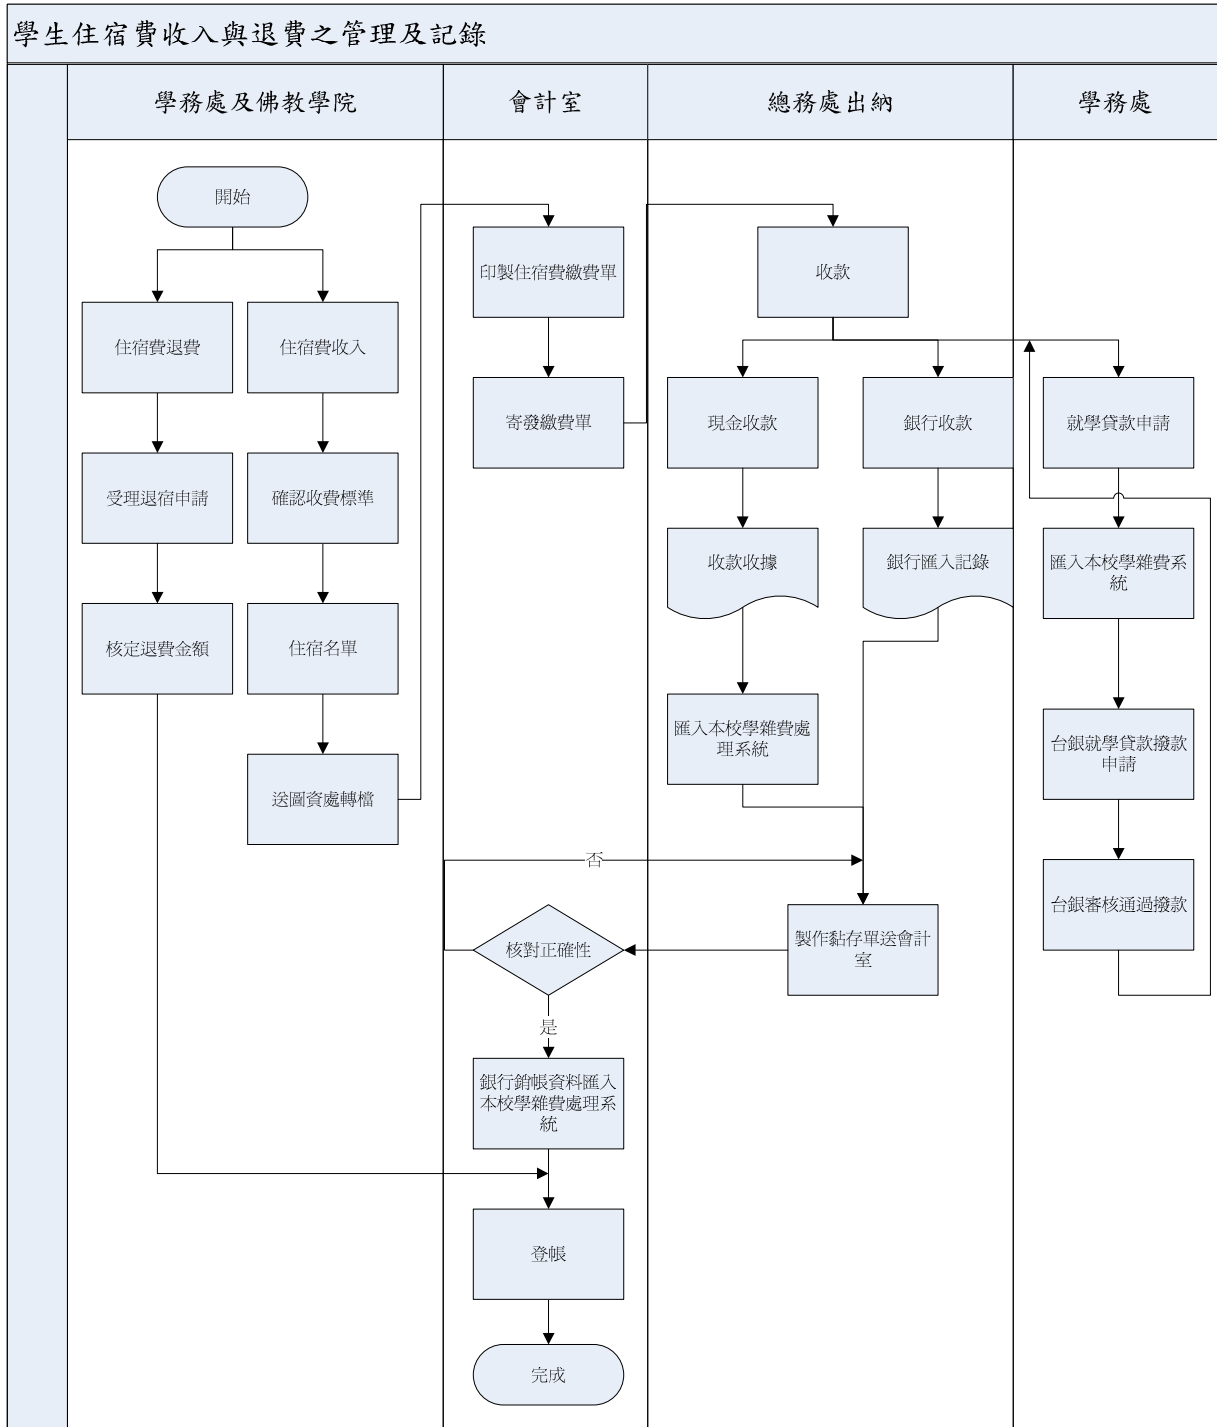 學生住宿費收入與退費之管理及記錄
學務處及佛教學院
會計室
總務處出納
學務處
開始
印製住宿費繳費單
收款
住宿費退費
住宿費收入
寄發繳費單
現金收款
銀行收款
就學貸款申請
受理退宿申請
確認收費標準
收款收據
銀行匯入記錄
匯入本校學雜費系
統
核定退費金額
住宿名單
匯入本校學雜費處
理系統
台銀就學貸款撥款
申請
送圖資處轉檔
否
台銀審核通過撥款
核對正確性
製作黏存單送會計
室
是
銀行銷帳資料匯入
本校學雜費處理系
統
登帳
完成